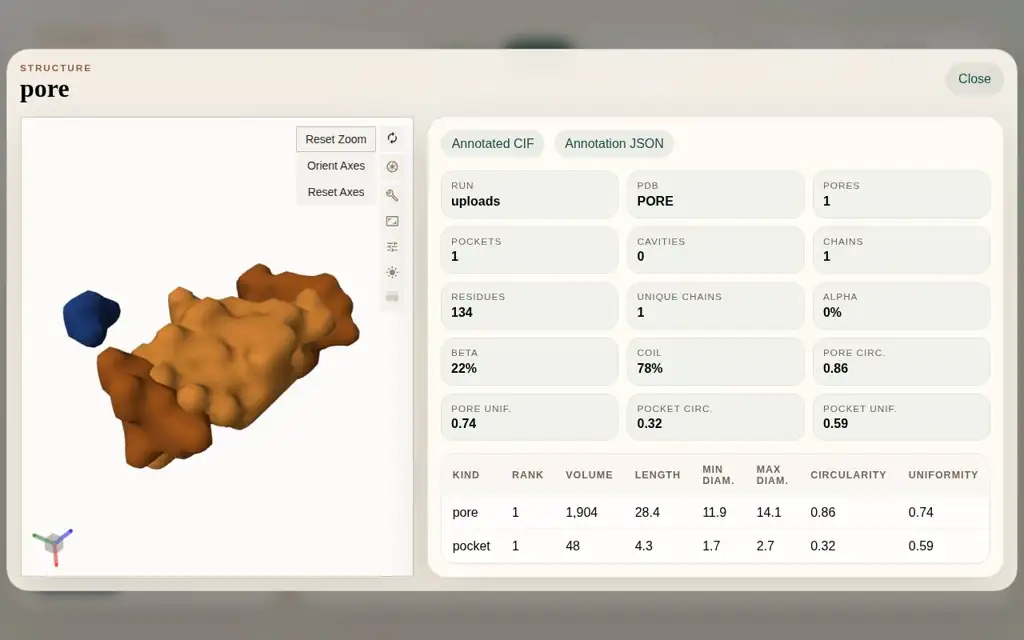 STRUCTURE
pore
Close
Reset Zoom
Orient Axes
Reset Axes
Annotated CIF
Annotation JSON
RUN
uploads
PDB
PORE
PORES
1
POCKETS
1
CAVITIES
0
CHAINS
1
RESIDUES
134
UNIQUE CHAINS
1
ALPHA
0%
BETA
22%
COIL
78%
PORE CIRC.
0.86
PORE UNIF.
0.74
POCKET CIRC.
0.32
POCKET UNIF.
0.59
KIND RANK VOLUME LENGTH MIN DIAM. MAX DIAM. CIRCULARITY UNIFORMITY
pore 1 1,904 28.4 11.9 14.1 0.86 0.74
pocket 1 48 4.3 1.7 2.7 0.32 0.59